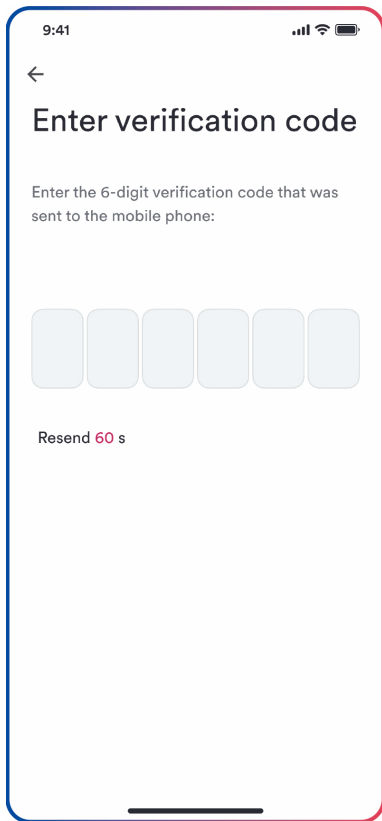 9:41
Enter verification code
Enter the 6-digit verification code that was
sent to the mobile phone:
Resend 60 s